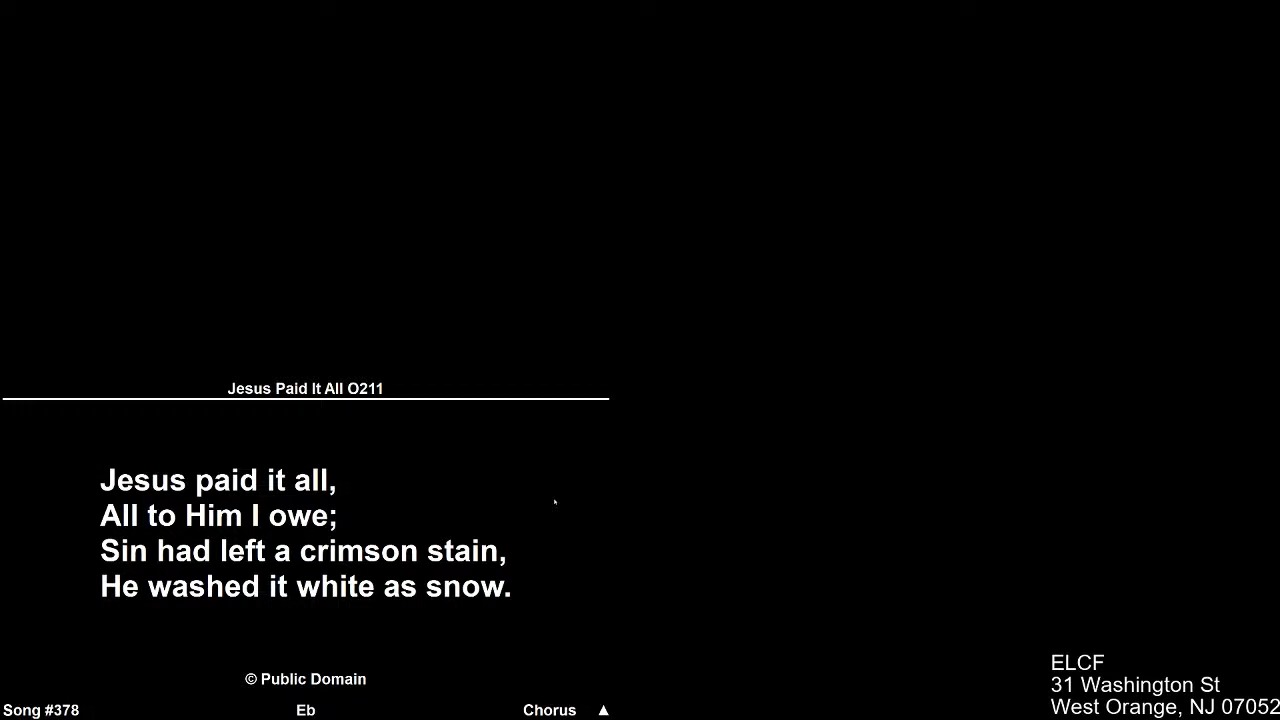 Jesus Paid It All O211
Jesus paid it all,
All to Him I owe;
Sin had left a crimson stain,
He washed it white as snow.
© Public Domain
Song #378 Eb Chorus ▲
ELCF
31 Washington St
West Orange, NJ 07052